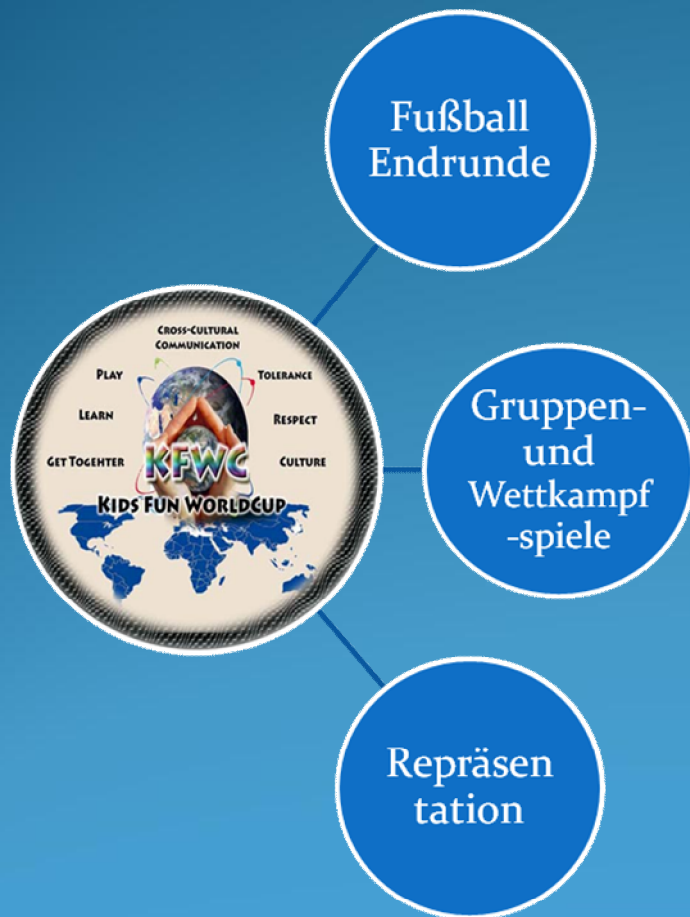 Fußball
Endrunde
CROSS-CULTURAL
COMMUNICATION
PLAY
TOLERANCE
LEARN
RESPECT
GET TOGEHTER
KFWC
CULTURE
KIDS FUN WORLDCUP
Gruppen-
und
Wettkampf
-spiele
Repräsen
tation